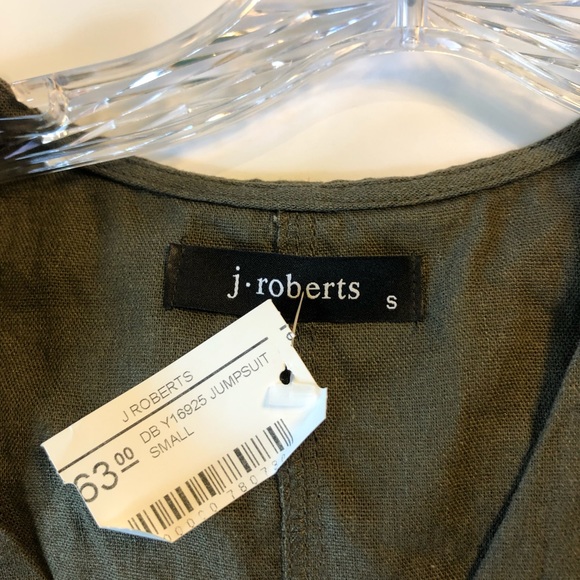 j·roberts
S
J ROBERTS
DB Y16925 JUMPSUIT
SMALL
63.00